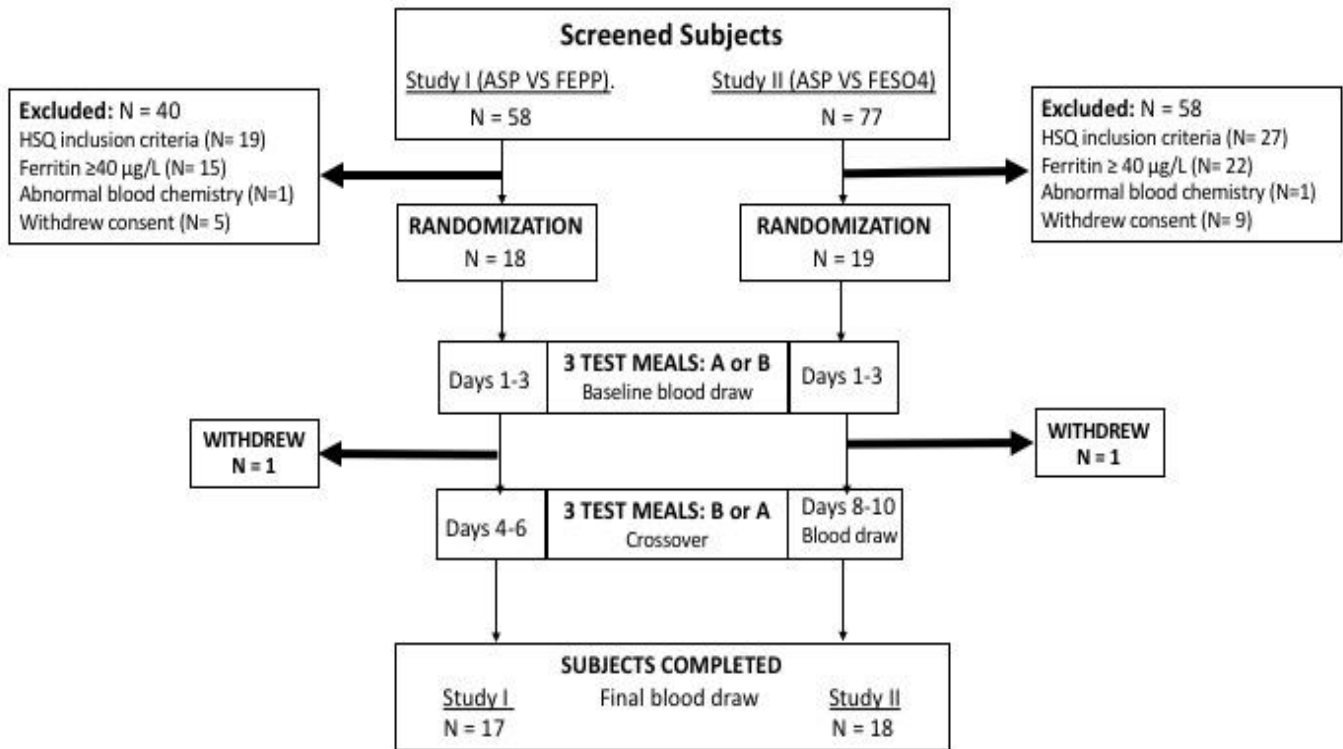 Screened Subjects
Study I (ASP VS FEPP).
N = 58
Study II (ASP VS FESO4)
N = 77
Excluded: N = 40
HSQ inclusion criteria (N= 19)
Ferritin ≥40 µg/L (N= 15)
Abnormal blood chemistry (N=1)
Withdrew consent (N= 5)
Excluded: N = 58
HSQ inclusion criteria (N= 27)
Ferritin ≥ 40 µg/L (N= 22)
Abnormal blood chemistry (N=1)
Withdrew consent (N= 9)
RANDOMIZATION
N = 18
RANDOMIZATION
N = 19
Days 1-3
3 TEST MEALS: A or B
Baseline blood draw
Days 1-3
WITHDREW
N = 1
WITHDREW
N = 1
Days 4-6
3 TEST MEALS: B or A
Crossover
Days 8-10
Blood draw
SUBJECTS COMPLETED
Final blood draw
Study I
N = 17
Study II
N = 18